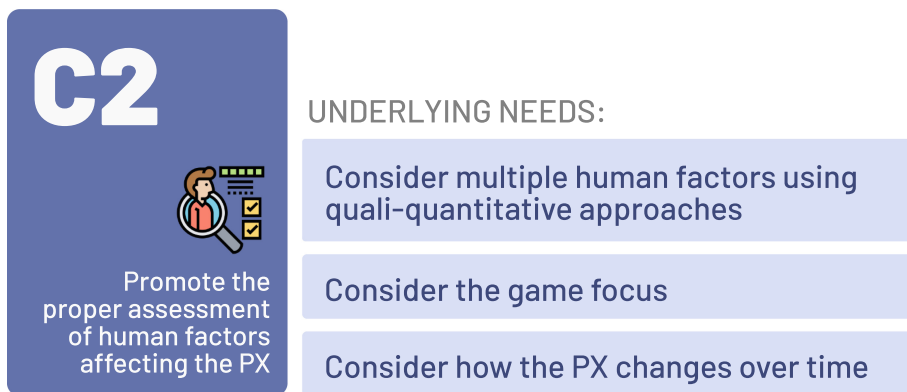 C2
Promote the
proper assessment
of human factors
affecting the PX
UNDERLYING NEEDS:
Consider multiple human factors using
quali-quantitative approaches
Consider the game focus
Consider how the PX changes over time